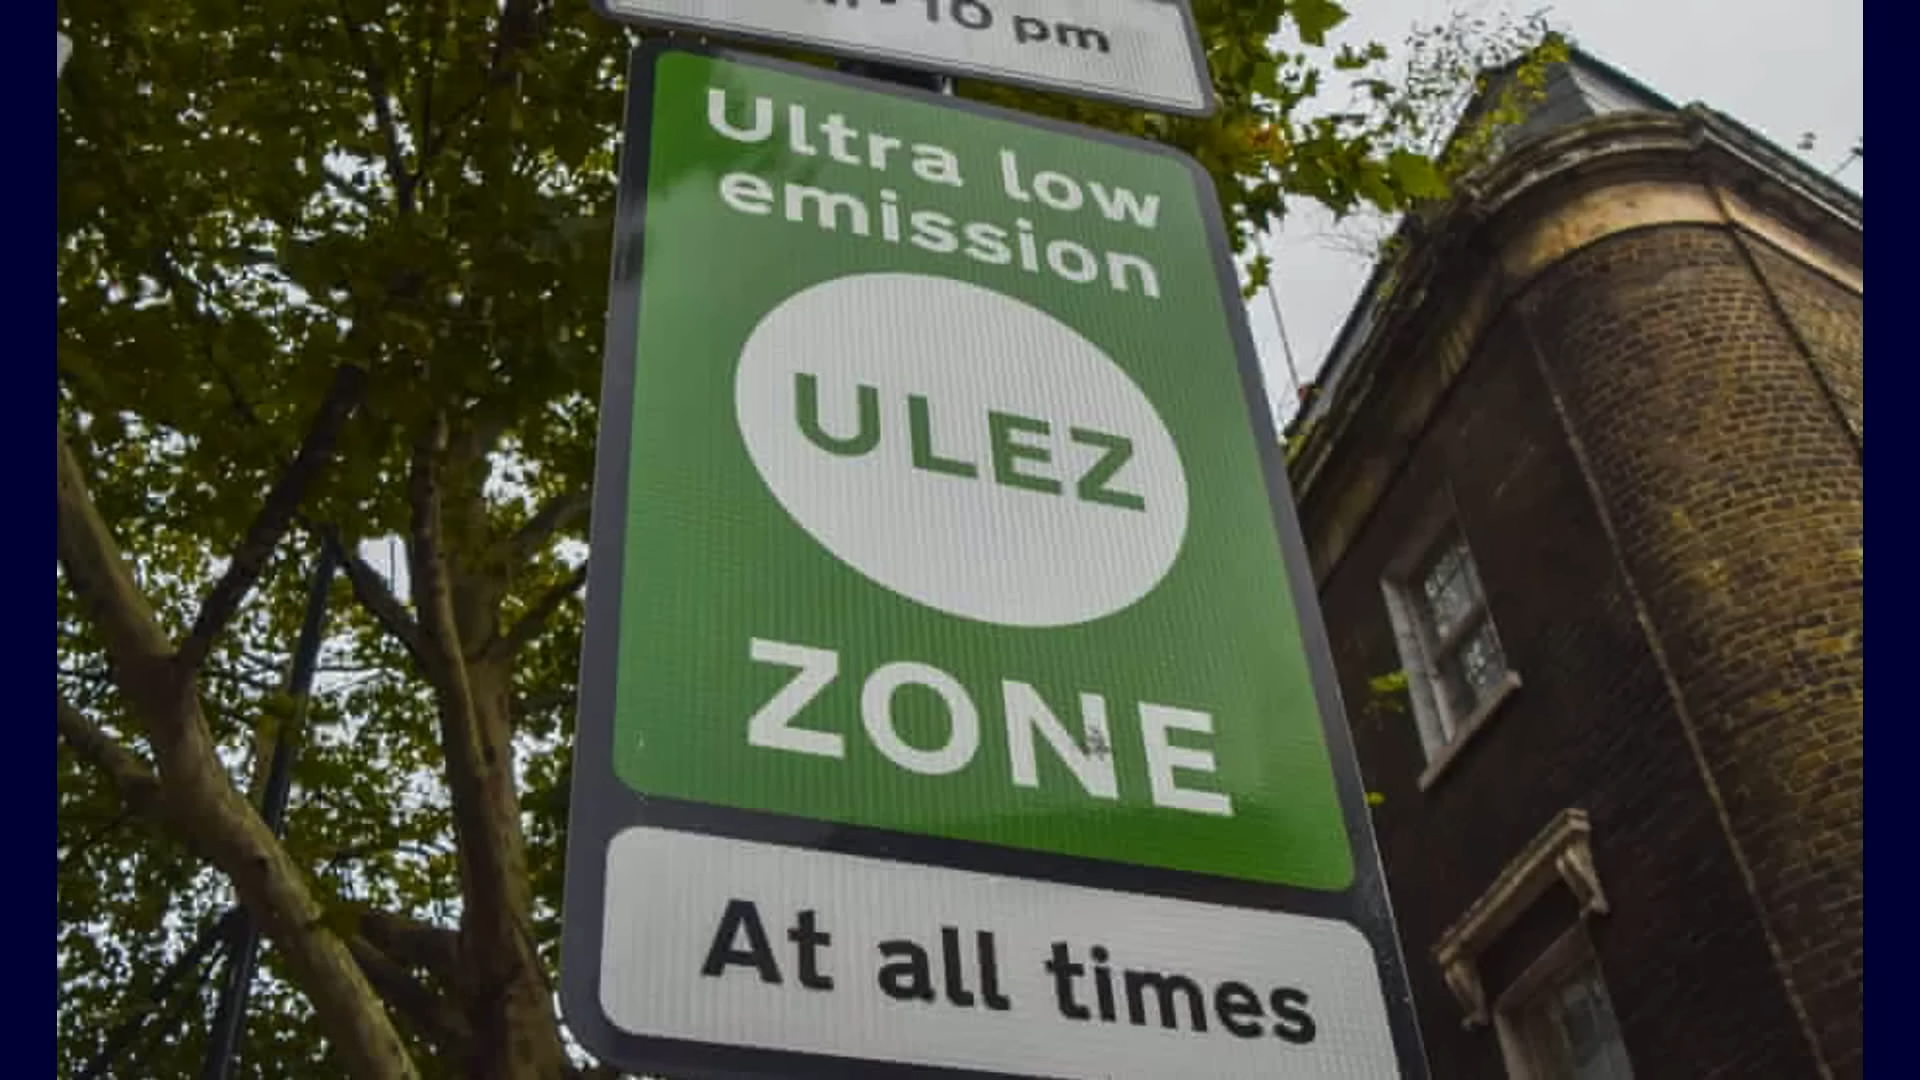 10 pm
Ultra low
emission
ULEZ
ZONE
At all times